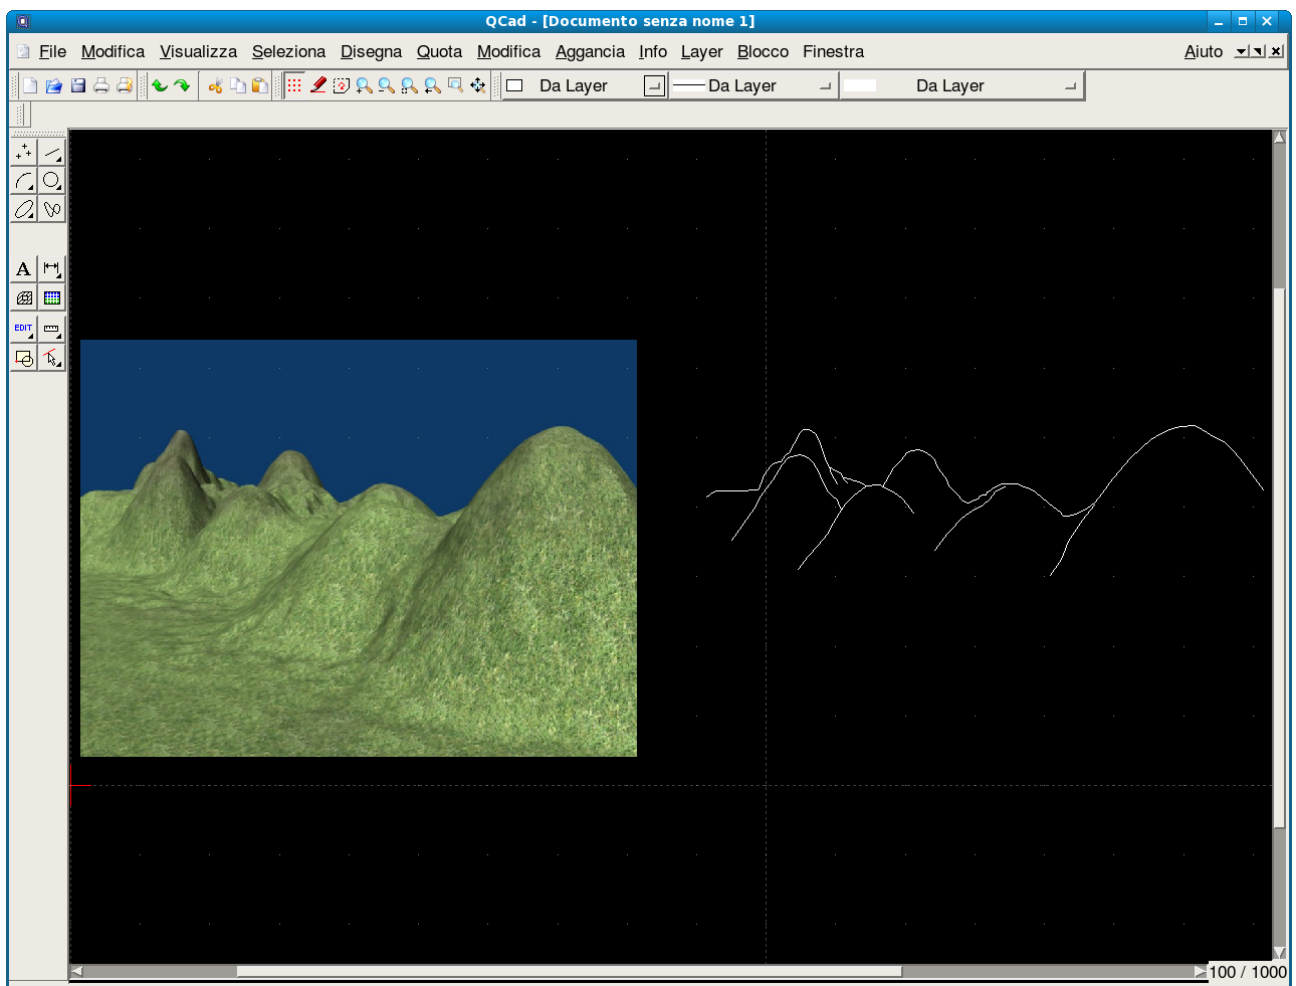 QCad - [Documento senza nome 1]
File Modifica Visualizza Seleziona Disegna Quota Modifica Aggancia Info Layer Blocco Finestra Aiuto
Da Layer Da Layer Da Layer
A
EDIT
100 / 1000